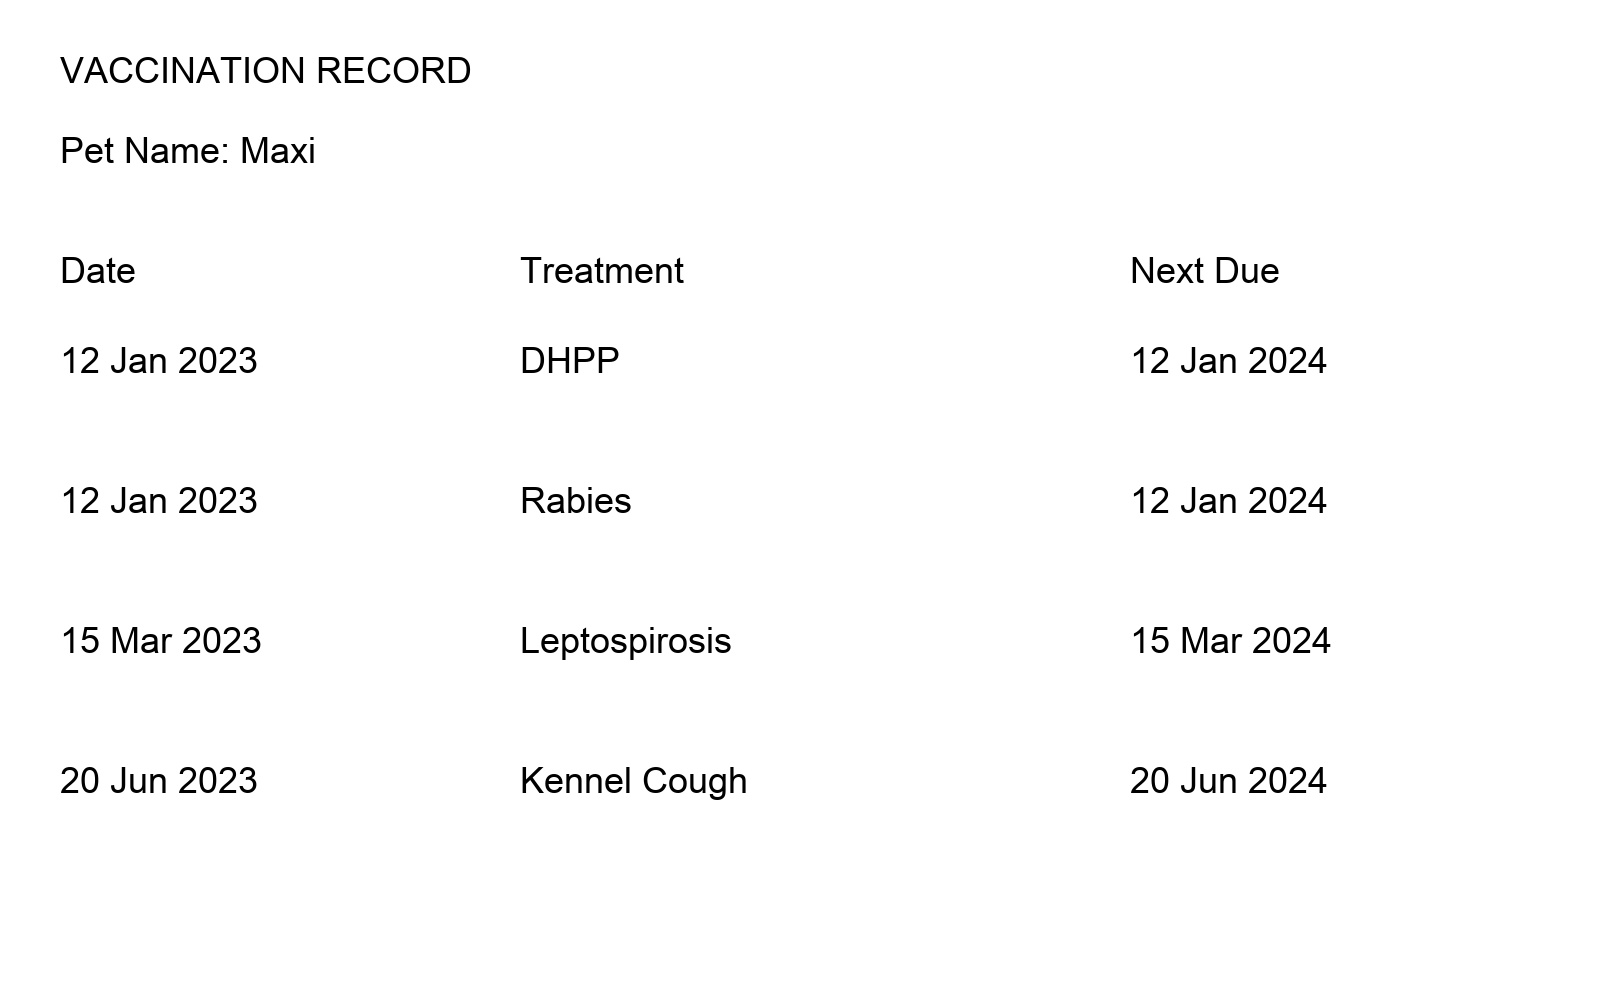 VACCINATION RECORD
Pet Name: Maxi
Date Treatment Next Due
12 Jan 2023 DHPP 12 Jan 2024
12 Jan 2023 Rabies 12 Jan 2024
15 Mar 2023 Leptospirosis 15 Mar 2024
20 Jun 2023 Kennel Cough 20 Jun 2024